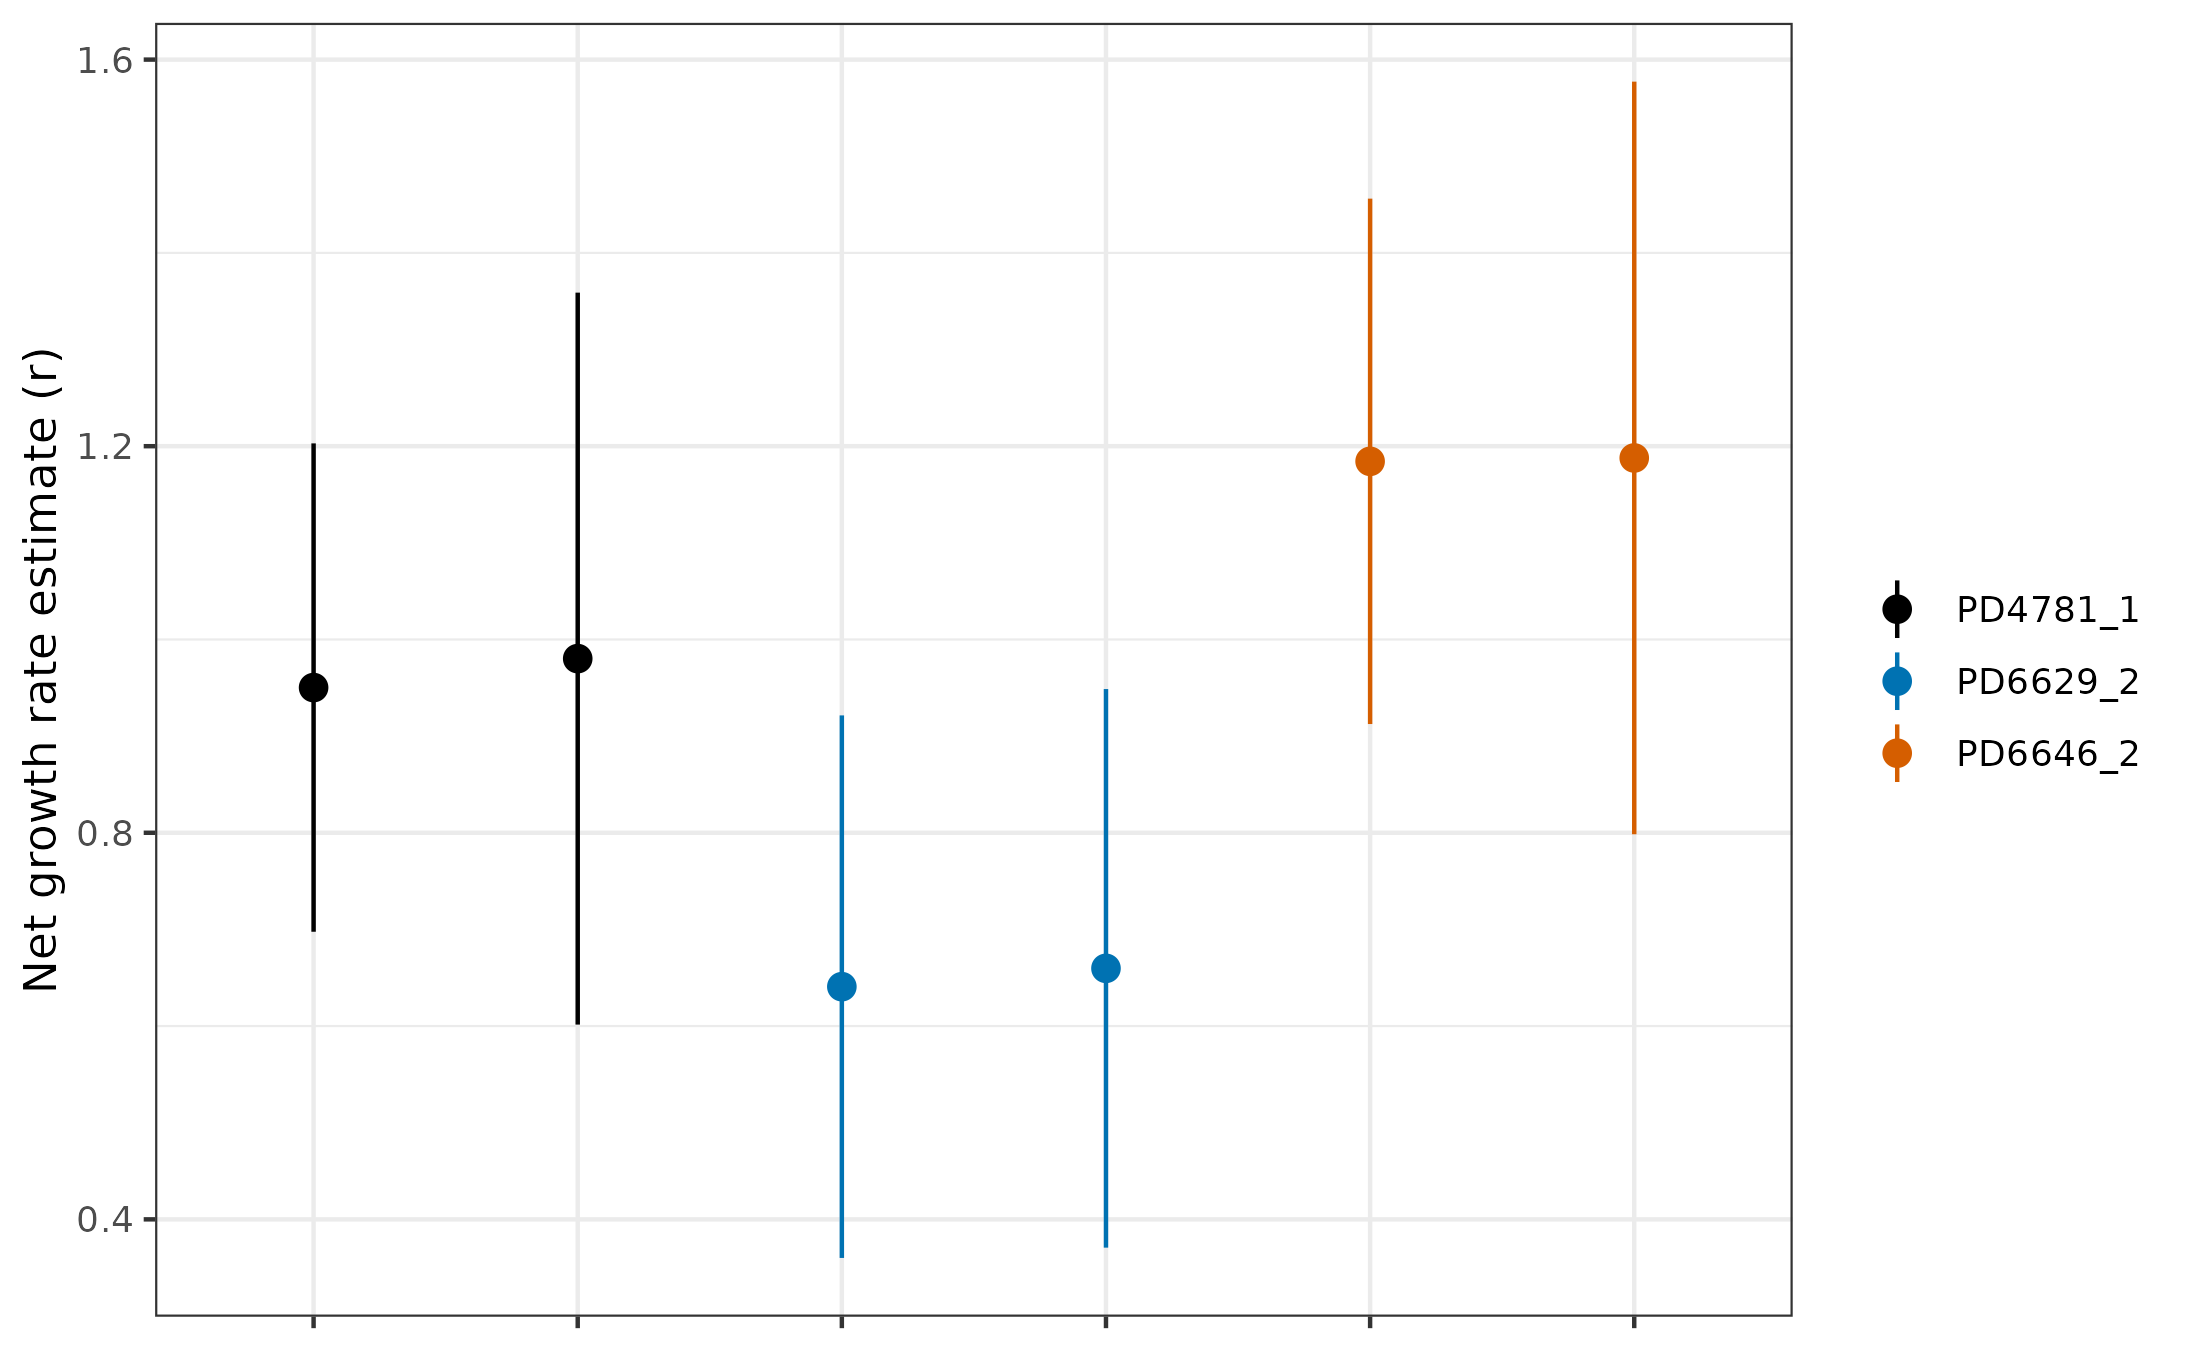 Net growth rate estimate (r)
1.6
1.2
0.8
0.4
PD4781_1
PD6629_2
PD6646_2